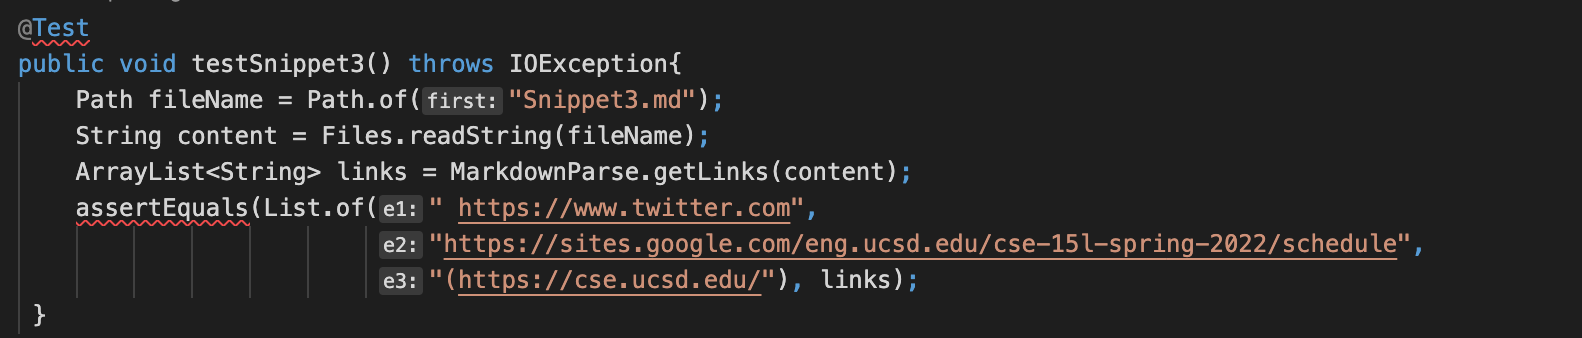 @Test
public void testSnippet3() throws IOException{
Path fileName = Path.of(first: "Snippet3.md");
String content = Files.readString(fileName);
ArrayList<String> links = MarkdownParse.getLinks(content);
assertEquals(List.of(e1: " https://www.twitter.com",
e2: "https://sites.google.com/eng.ucsd.edu/cse-15l-spring-2022/schedule",
e3: "(https://cse.ucsd.edu/"), links);
}